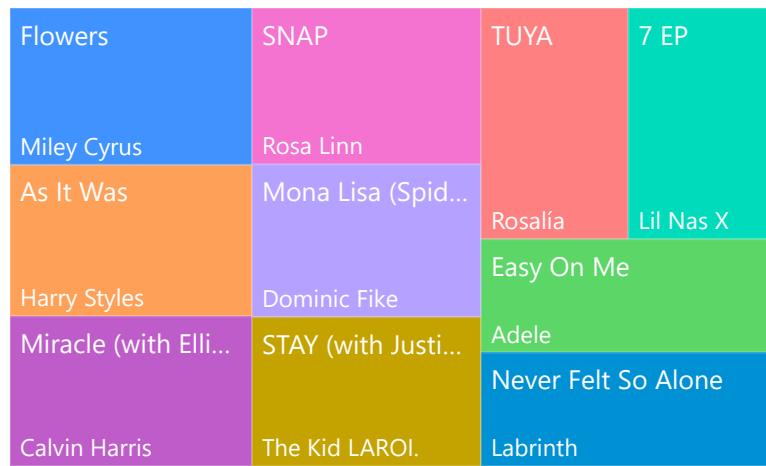 Flowers
Miley Cyrus
As It Was
Harry Styles
Miracle (with Elli...
Calvin Harris
SNAP
Rosa Linn
Mona Lisa (Spid...
Dominic Fike
STAY (with Justi...
The Kid LAROI.
TUYA
Rosalía
7 EP
Lil Nas X
Easy On Me
Adele
Never Felt So Alone
Labrinth